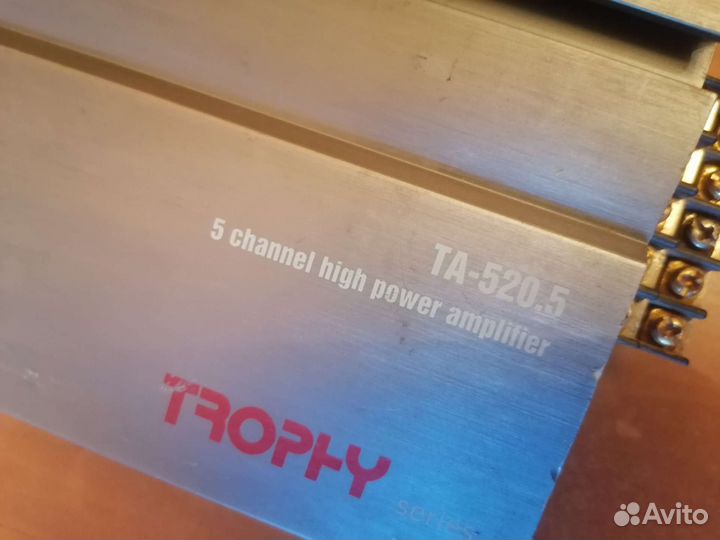 TA-520.5
5 channel high power amplifier
TROPHY
series
Avito